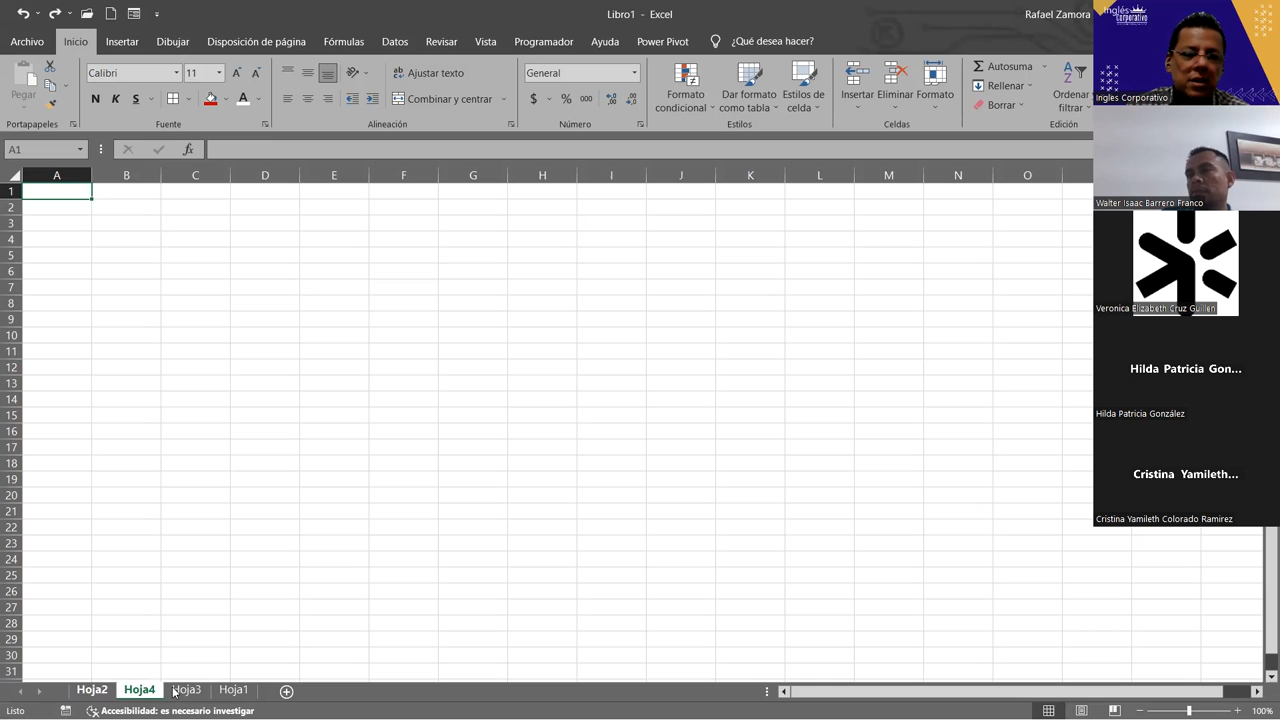 Libro1 - Excel
Rafael Zamora
Archivo Inicio Insertar Dibujar Disposición de página Fórmulas Datos Revisar Vista Programador Ayuda Power Pivot ¿Qué desea hacer?
Pegar
Calibri 11
N K S
Ajustar texto
Combinar y centrar
General
$ % 000
Formato condicional
Dar formato como tabla
Estilos de celda
Insertar Eliminar Formato
Autosuma
Rellenar
Borrar
Ordenar filtrar
Portapapeles Fuente Alineación Número Estilos Celdas Edición
A1 fx
A B C D E F G H I J K L M N O
1
2
3
4
5
6
7
8
9
10
11
12
13
14
15
16
17
18
19
20
21
22
23
24
25
26
27
28
29
30
31
Hoja2 Hoja4 Hoja3 Hoja1
Listo Accesibilidad: es necesario investigar 100%
Inglés Corporativo
Ingles Corporativo
Walter Isaac Barrero Franco
Veronica Elizabeth Cruz Guillen
Hilda Patricia Gon...
Hilda Patricia González
Cristina Yamileth...
Cristina Yamileth Colorado Ramirez